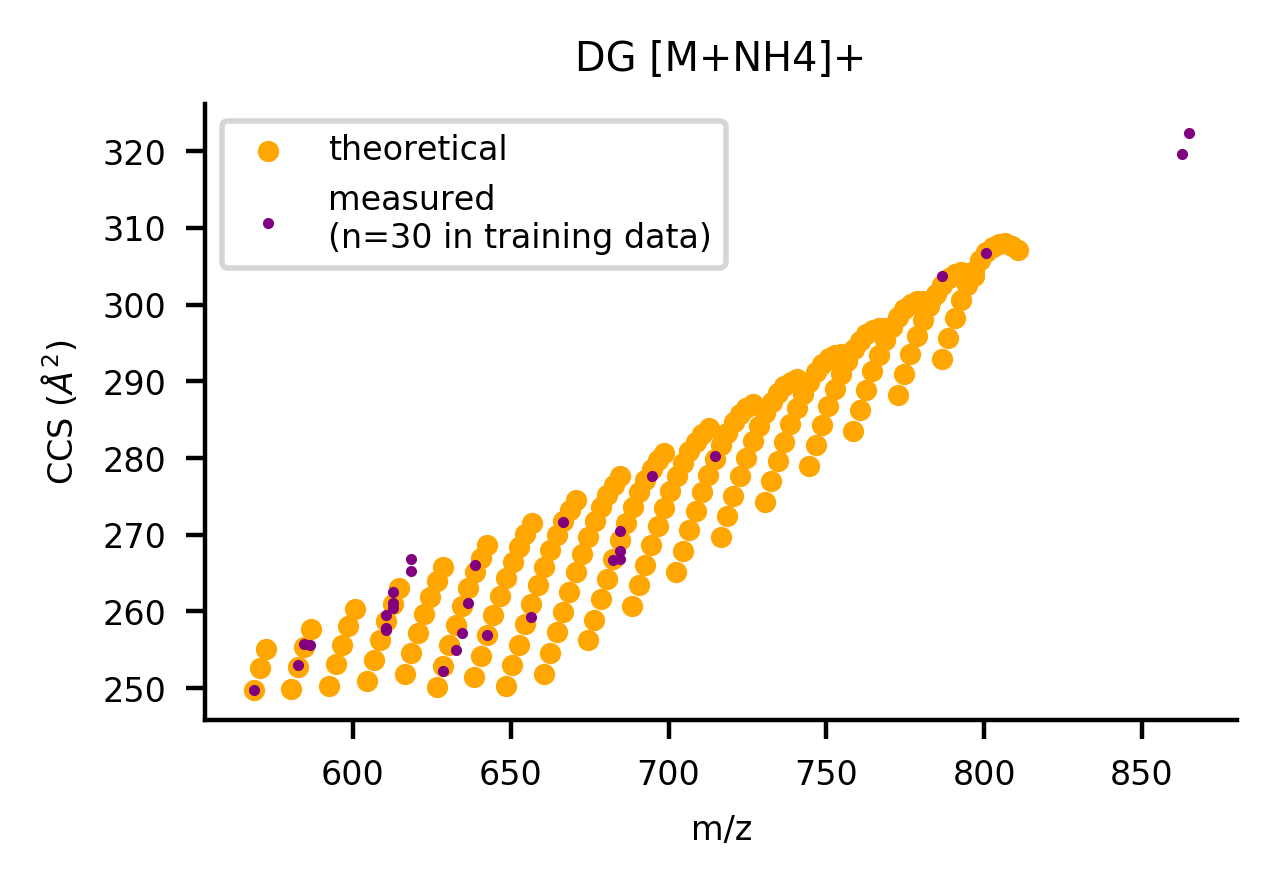 DG [M+NH4]+
theoretical
measured
(n=30 in training data)
CCS (Å²)
320
310
300
290
280
270
260
250
600
650
700
750
800
850
m/z